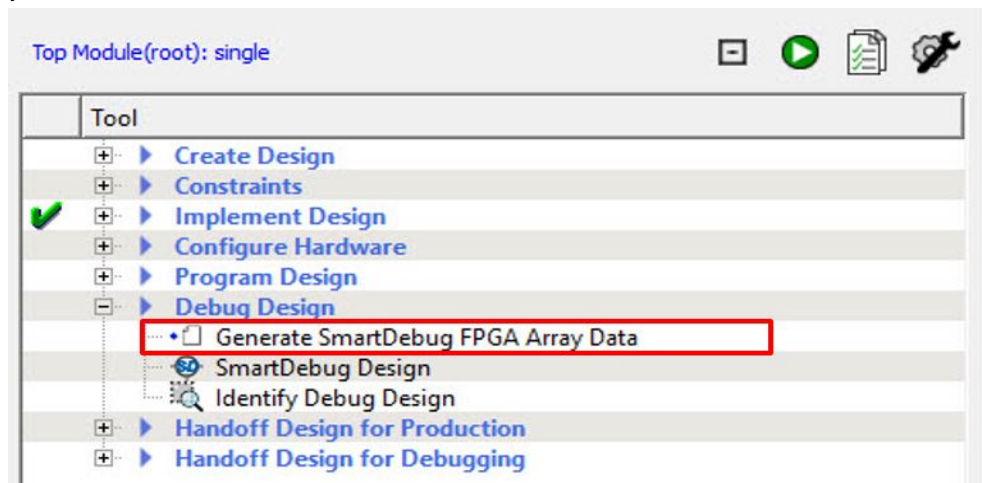 Top Module(root): single
Tool
Create Design
Constraints
Implement Design
Configure Hardware
Program Design
Debug Design
Generate SmartDebug FPGA Array Data
SD SmartDebug Design
Identify Debug Design
Handoff Design for Production
Handoff Design for Debugging